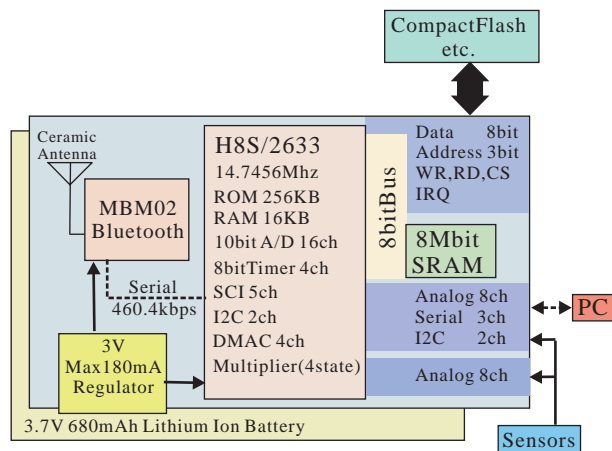 CompactFlash
etc.
Ceramic
Antenna
MBM02
Bluetooth
Serial
460.4kbps
3V
Max180mA
Regulator
H8S/2633
14.7456Mhz
ROM 256KB
RAM 16KB
10bit A/D 16ch
8bitTimer 4ch
SCI 5ch
I2C 2ch
DMAC 4ch
Multiplier(4state)
8bitBus
Data 8bit
Address 3bit
WR,RD,CS
IRQ
8Mbit
SRAM
Analog 8ch
Serial 3ch
I2C 2ch
Analog 8ch
PC
Sensors
3.7V 680mAh Lithium Ion Battery